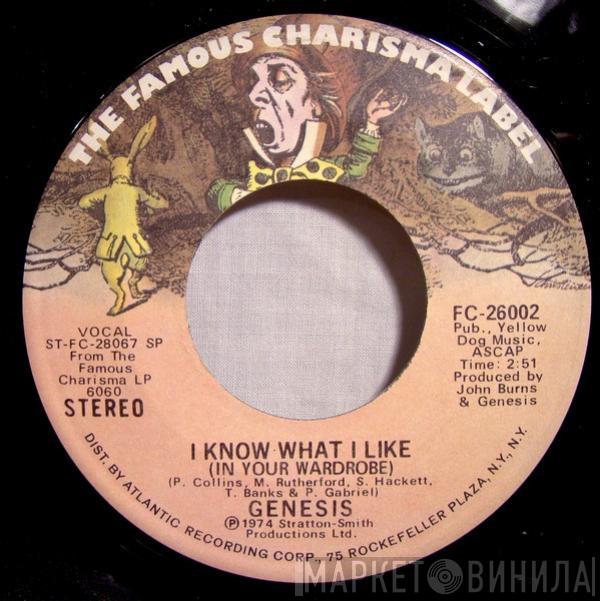 THE FAMOUS CHARISMA LABEL
VOCAL
ST-FC-28067 SP
From The
Famous
Charisma LP
6060
STEREO
FC-26002
Pub., Yellow
Dog Music,
ASCAP
Time: 2:51
Produced by
John Burns
& Genesis
I KNOW WHAT I LIKE
(IN YOUR WARDROBE)
(P. Collins, M. Rutherford, S. Hackett,
T. Banks & P. Gabriel)
GENESIS
℗1974 Stratton-Smith
Productions Ltd.
DIST. BY ATLANTIC RECORDING CORP., 75 ROCKEFELLER PLAZA, N.Y., N.Y.
МАРКЕТ ВИНИЛА